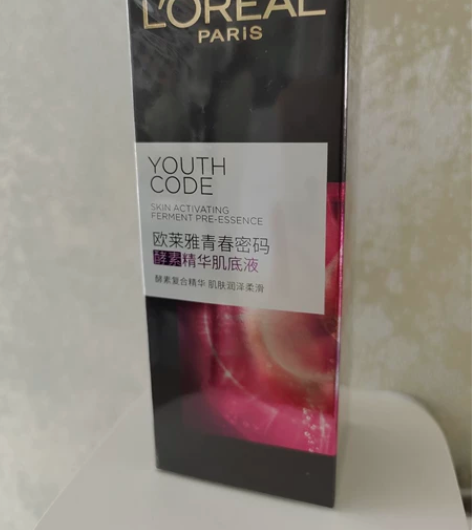 L'ORÉAL
PARiS
YOUTH
CODE
SKIN ACTIVATING
FERMENT PRE-ESSENCE
欧莱雅青春密码
酵素精华肌底液
酵素复合精华 肌肤润泽柔滑